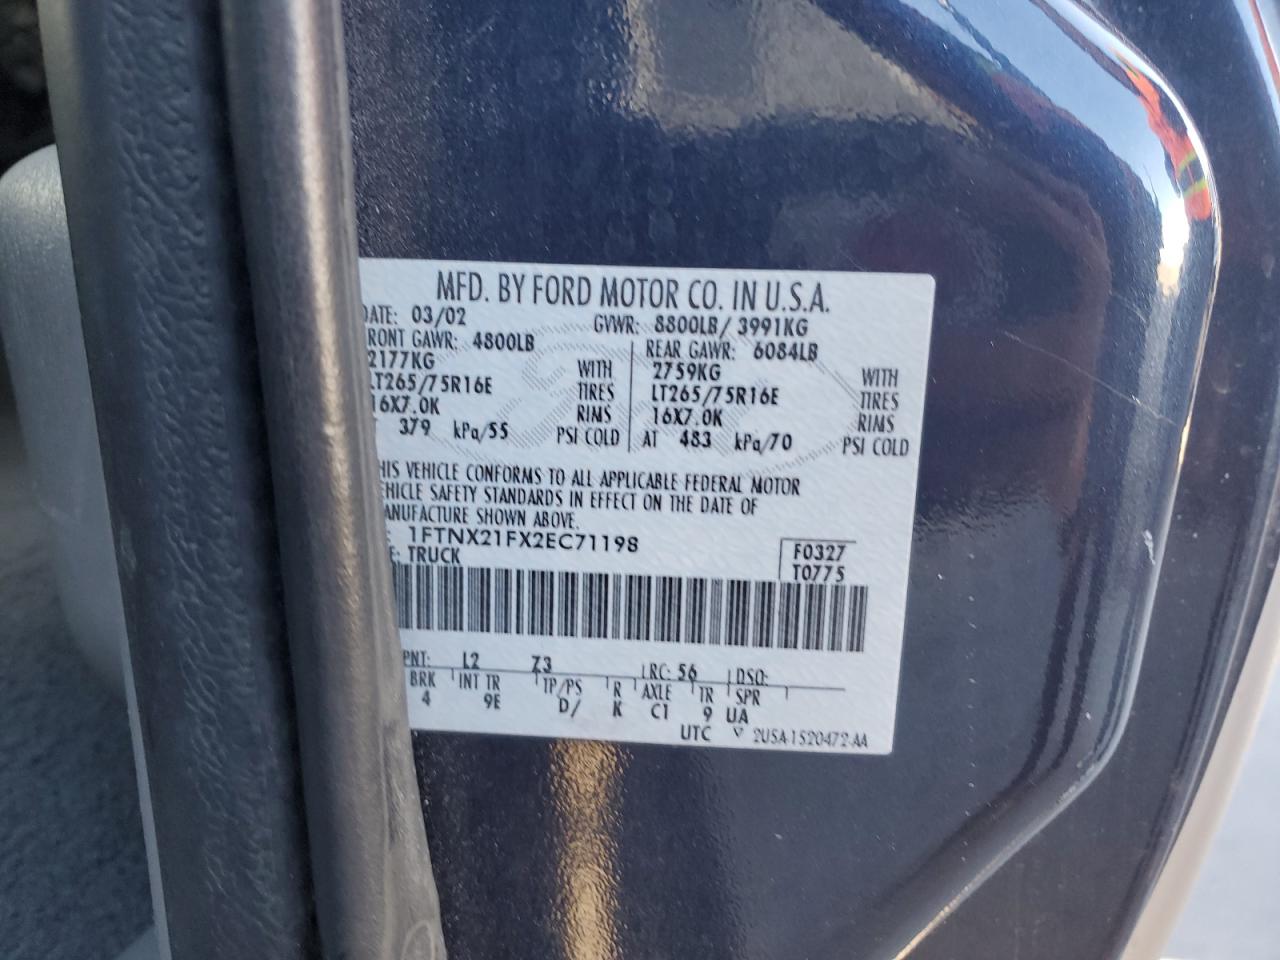 MFD. BY FORD MOTOR CO. IN U.S.A.
DATE: 03/02 GVWR: 8800LB/ 3991KG
FRONT GAWR: 4800LB REAR GAWR: 6084LB
2177KG WITH 2759KG WITH
LT265/75R16E TIRES LT265/75R16E TIRES
16X7.0K RIMS 16X7.0K RIMS
379 kPa/55 PSI COLD AT 483 kPa/70 PSI COLD
HIS VEHICLE CONFORMS TO ALL APPLICABLE FEDERAL MOTOR
EHICLE SAFETY STANDARDS IN EFFECT ON THE DATE OF
ANUFACTURE SHOWN ABOVE.
: 1FTNX21FX2EC71198 F0327
E: TRUCK T0775
PNT: L2 Z3 RC: 56 DSO:
BRK INT TR TP/PS R AXLE TR SPR
4 9E D/ K C1 9 UA
UTC ▽ 2U5A-1520472-AA